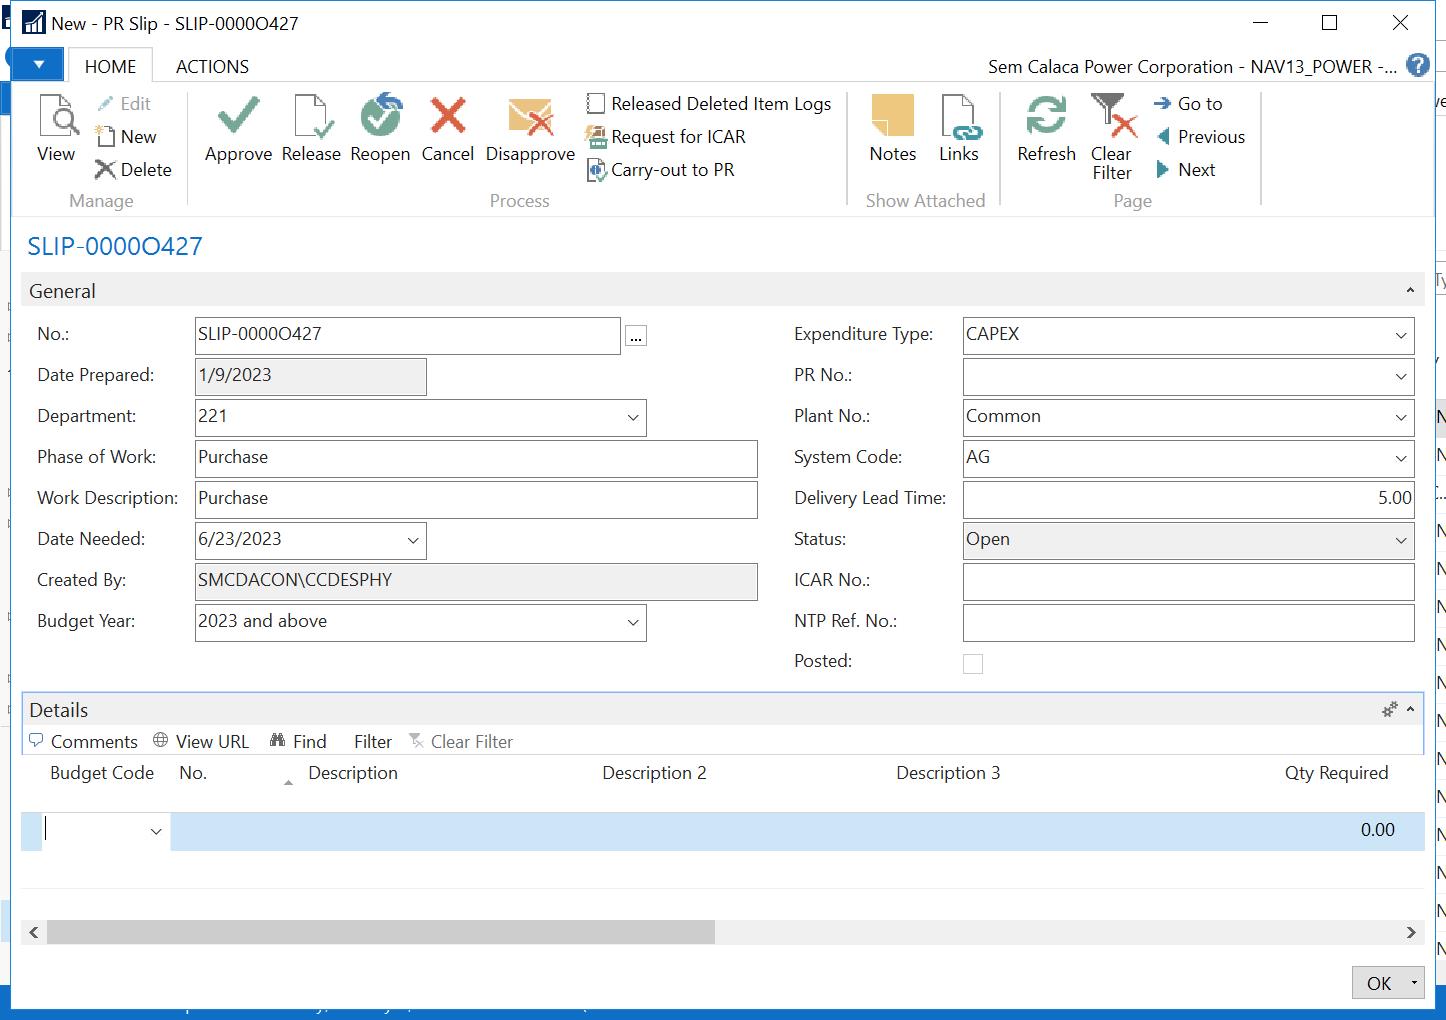 New - PR Slip - SLIP-0000O427
HOME ACTIONS Sem Calaca Power Corporation - NAV13_POWER -...
View Edit New Delete
Manage
Approve Release Reopen Cancel Disapprove
Released Deleted Item Logs
Request for ICAR
Carry-out to PR
Process
Notes Links
Show Attached
Refresh Clear Filter
Go to
Previous
Next
Page
SLIP-0000O427
General
No.: SLIP-0000O427 ...
Date Prepared: 1/9/2023
Department: 221
Phase of Work: Purchase
Work Description: Purchase
Date Needed: 6/23/2023
Created By: SMCDACON\CCDESPHY
Budget Year: 2023 and above
Expenditure Type: CAPEX
PR No.:
Plant No.: Common
System Code: AG
Delivery Lead Time: 5.00
Status: Open
ICAR No.:
NTP Ref. No.:
Posted:
Details
Comments View URL Find Filter Clear Filter
Budget Code No. Description Description 2 Description 3 Qty Required
0.00
OK